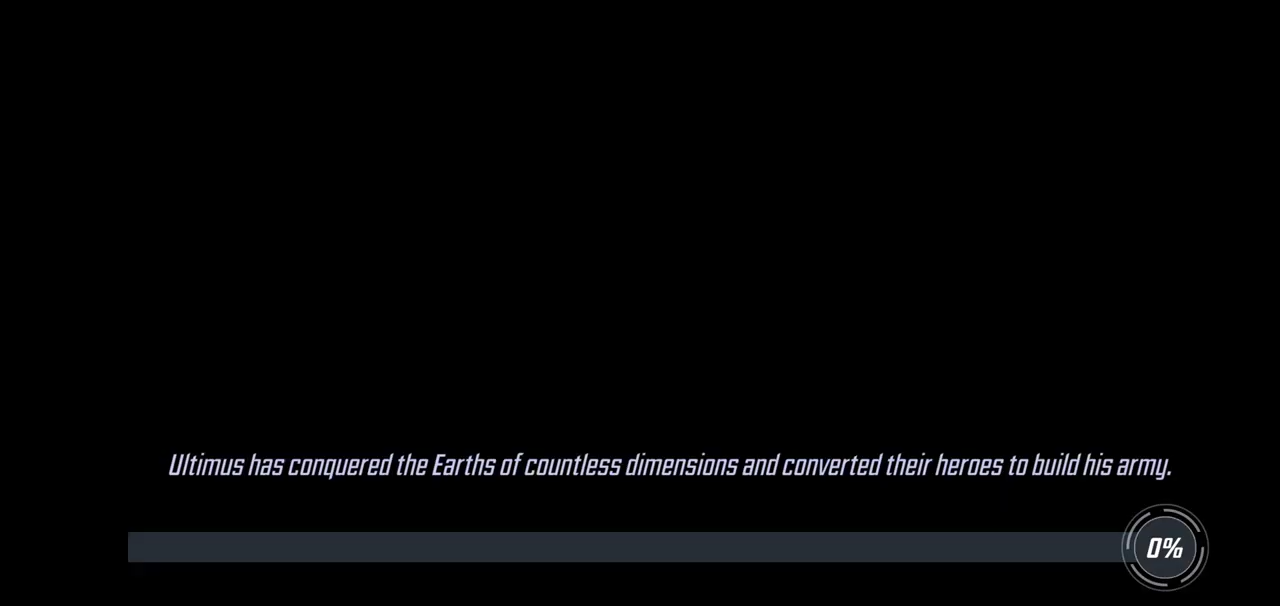 Ultimus has conquered the Earths of countless dimensions and converted their heroes to build his army.
0%